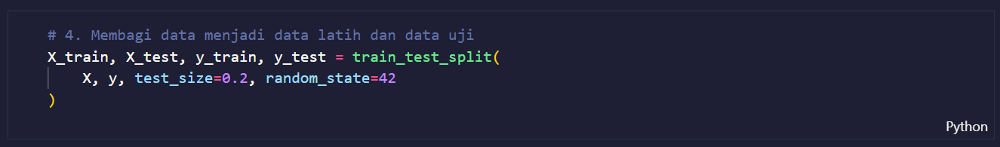 # 4. Membagi data menjadi data latih dan data uji
X_train, X_test, y_train, y_test = train_test_split(
    X, y, test_size=0.2, random_state=42
)
Python